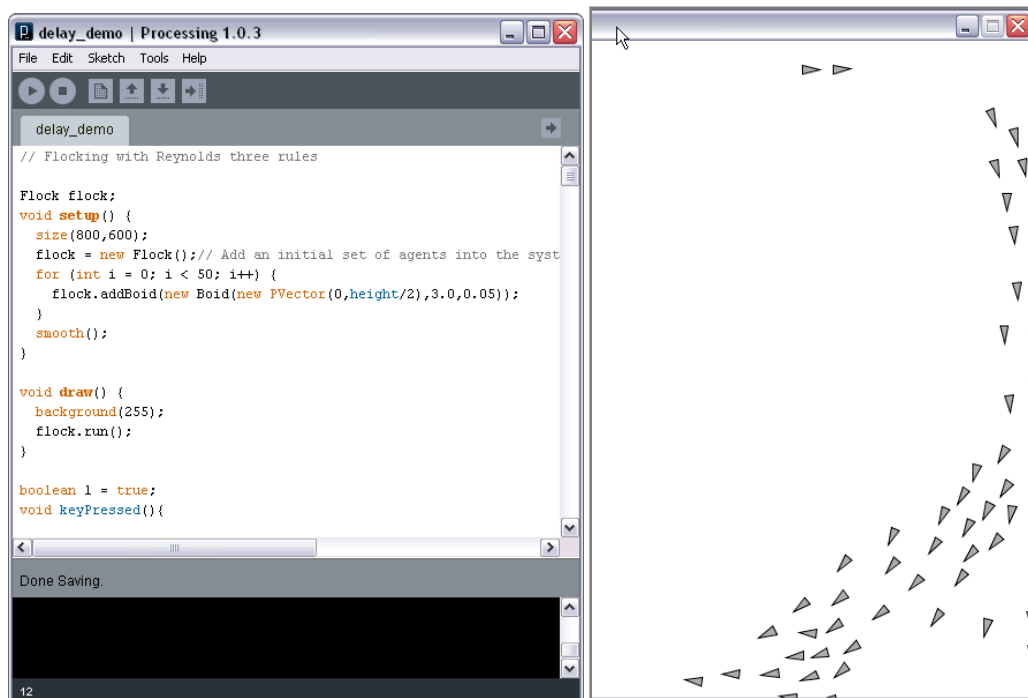 delay_demo | Processing 1.0.3
File Edit Sketch Tools Help
delay_demo
// Flocking with Reynolds three rules
Flock flock;
void setup() {
size(800,600);
flock = new Flock();// Add an initial set of agents into the syst
for (int i = 0; i < 50; i++) {
flock.addBoid(new Boid(new PVector(0,height/2),3.0,0.05));
}
smooth();
}
void draw() {
background(255);
flock.run();
}
boolean l = true;
void keyPressed(){
Done Saving.
12